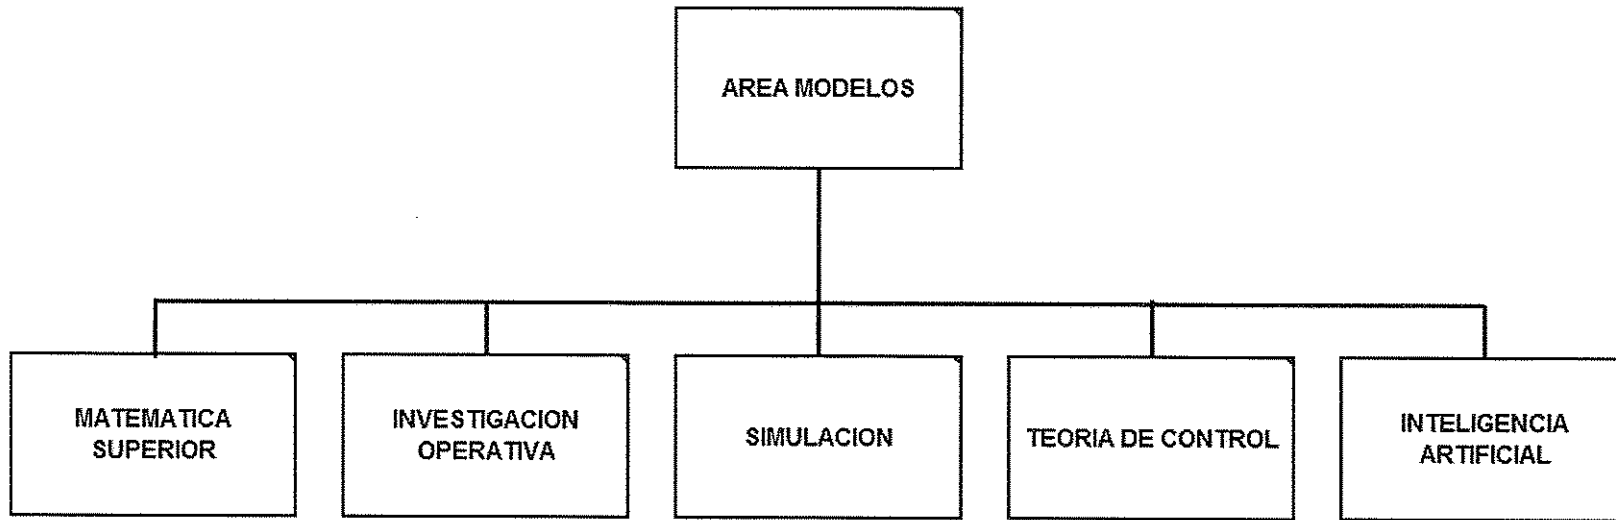 AREA MODELOS
MATEMATICA
SUPERIOR
INVESTIGACION
OPERATIVA
SIMULACION
TEORIA DE CONTROL
INTELIGENCIA
ARTIFICIAL